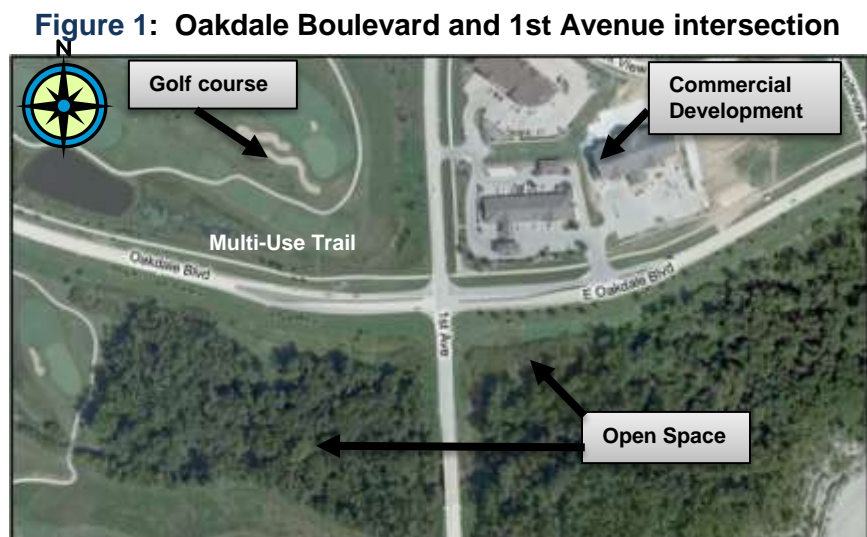 Figure 1: Oakdale Boulevard and 1st Avenue intersection
N
Golf course
Commercial
Development
Multi-Use Trail
Oakdale Blvd
E Oakdale Blvd
1st Ave
Open Space